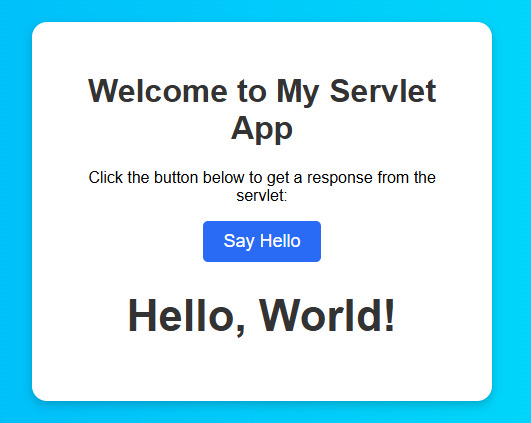 Welcome to My Servlet
App
Click the button below to get a response from the
servlet:
Say Hello
Hello, World!